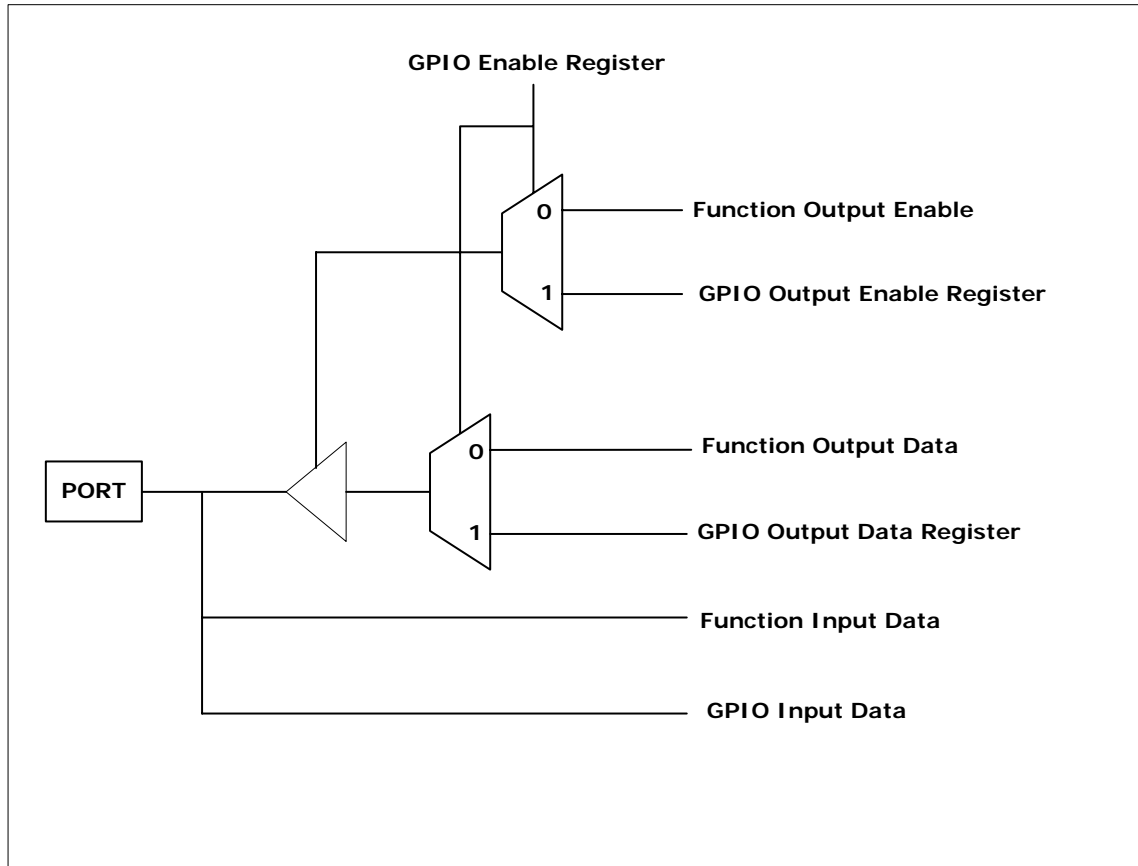 GPIO Enable Register
0
Function Output Enable
1
GPIO Output Enable Register
0
Function Output Data
PORT
1
GPIO Output Data Register
Function Input Data
GPIO Input Data